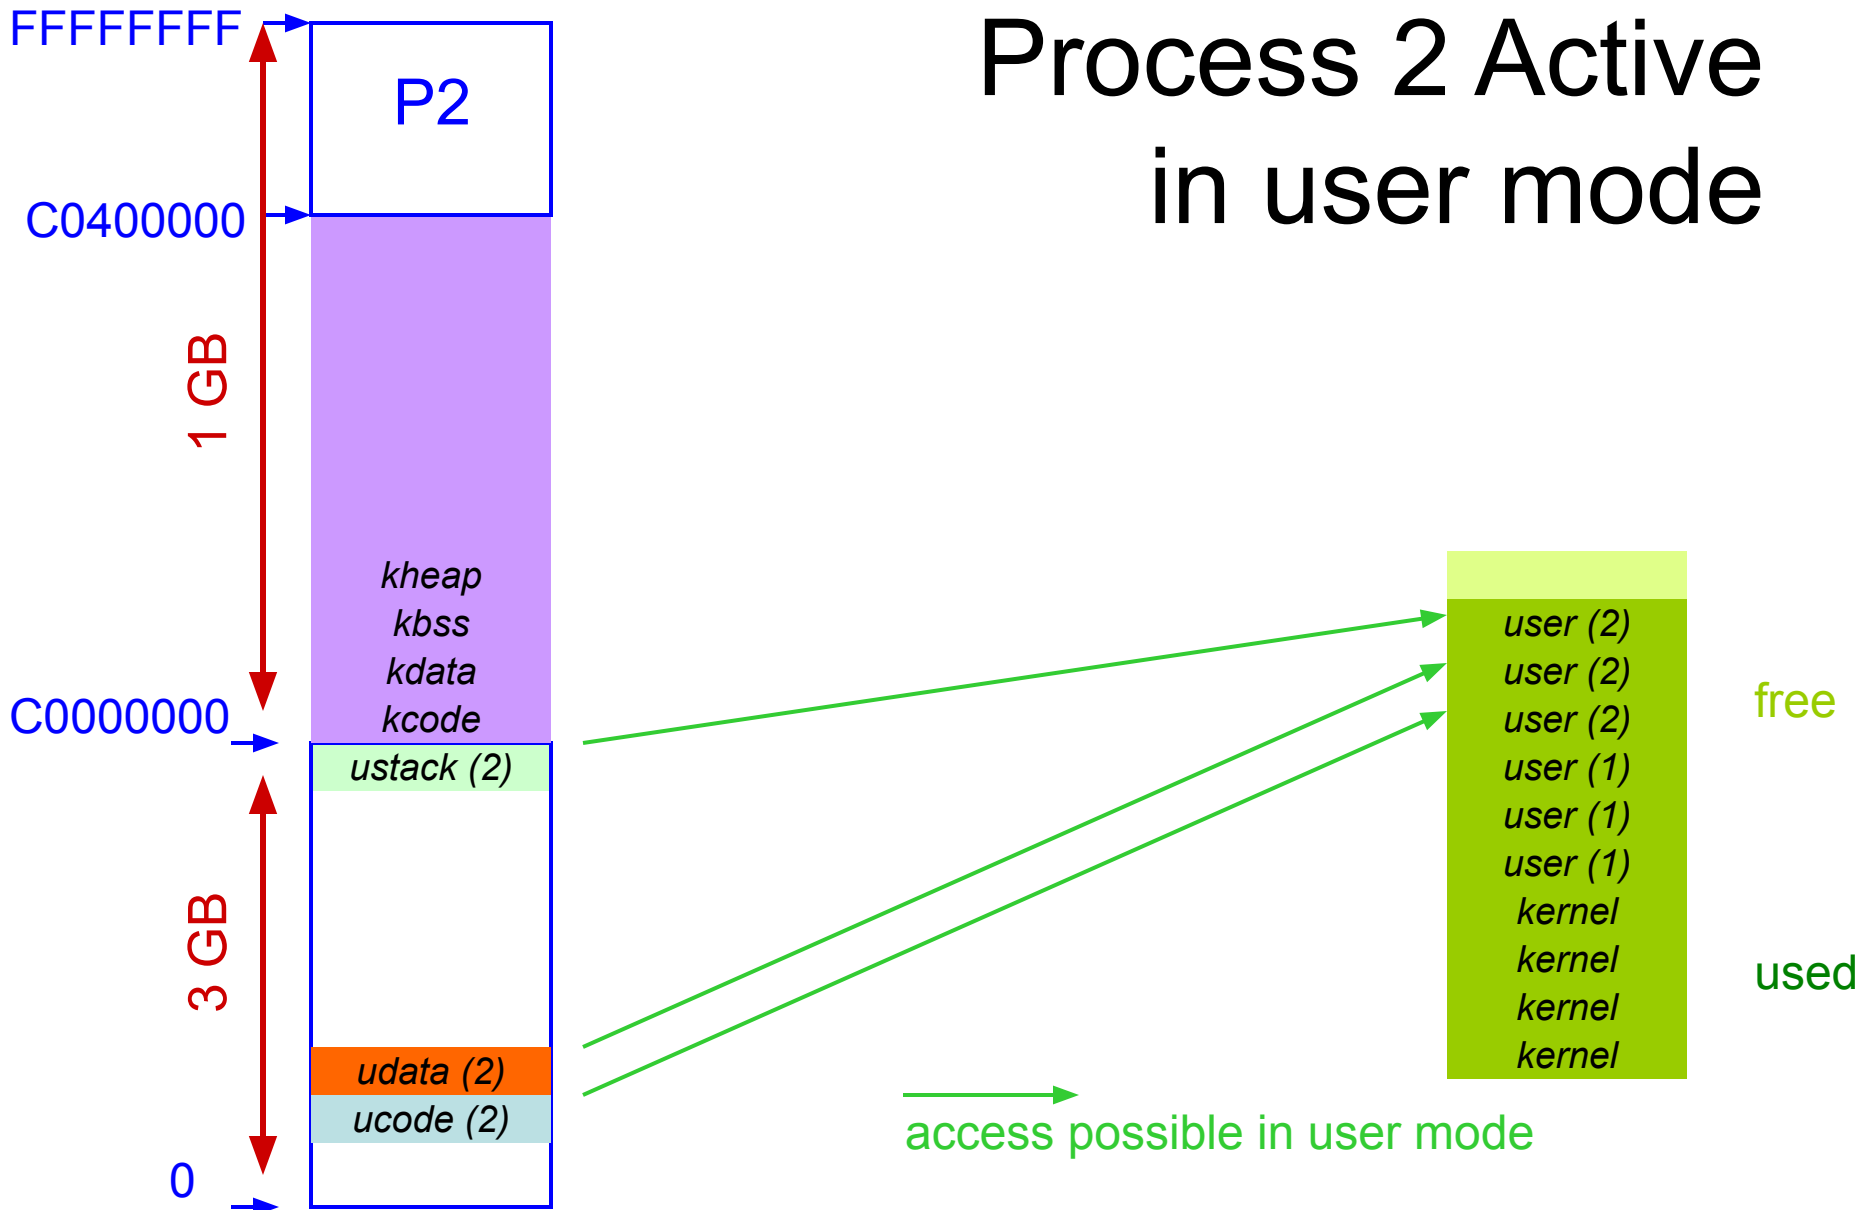 Process 2 Active
in user mode
FFFFFFFF
P2
C0400000
1 GB
kheap
kbss
kdata
kcode
C0000000
ustack (2)
3 GB
udata (2)
ucode (2)
0
user (2)
user (2)
user (2)
user (1)
user (1)
user (1)
kernel
kernel
kernel
kernel
free
used
access possible in user mode